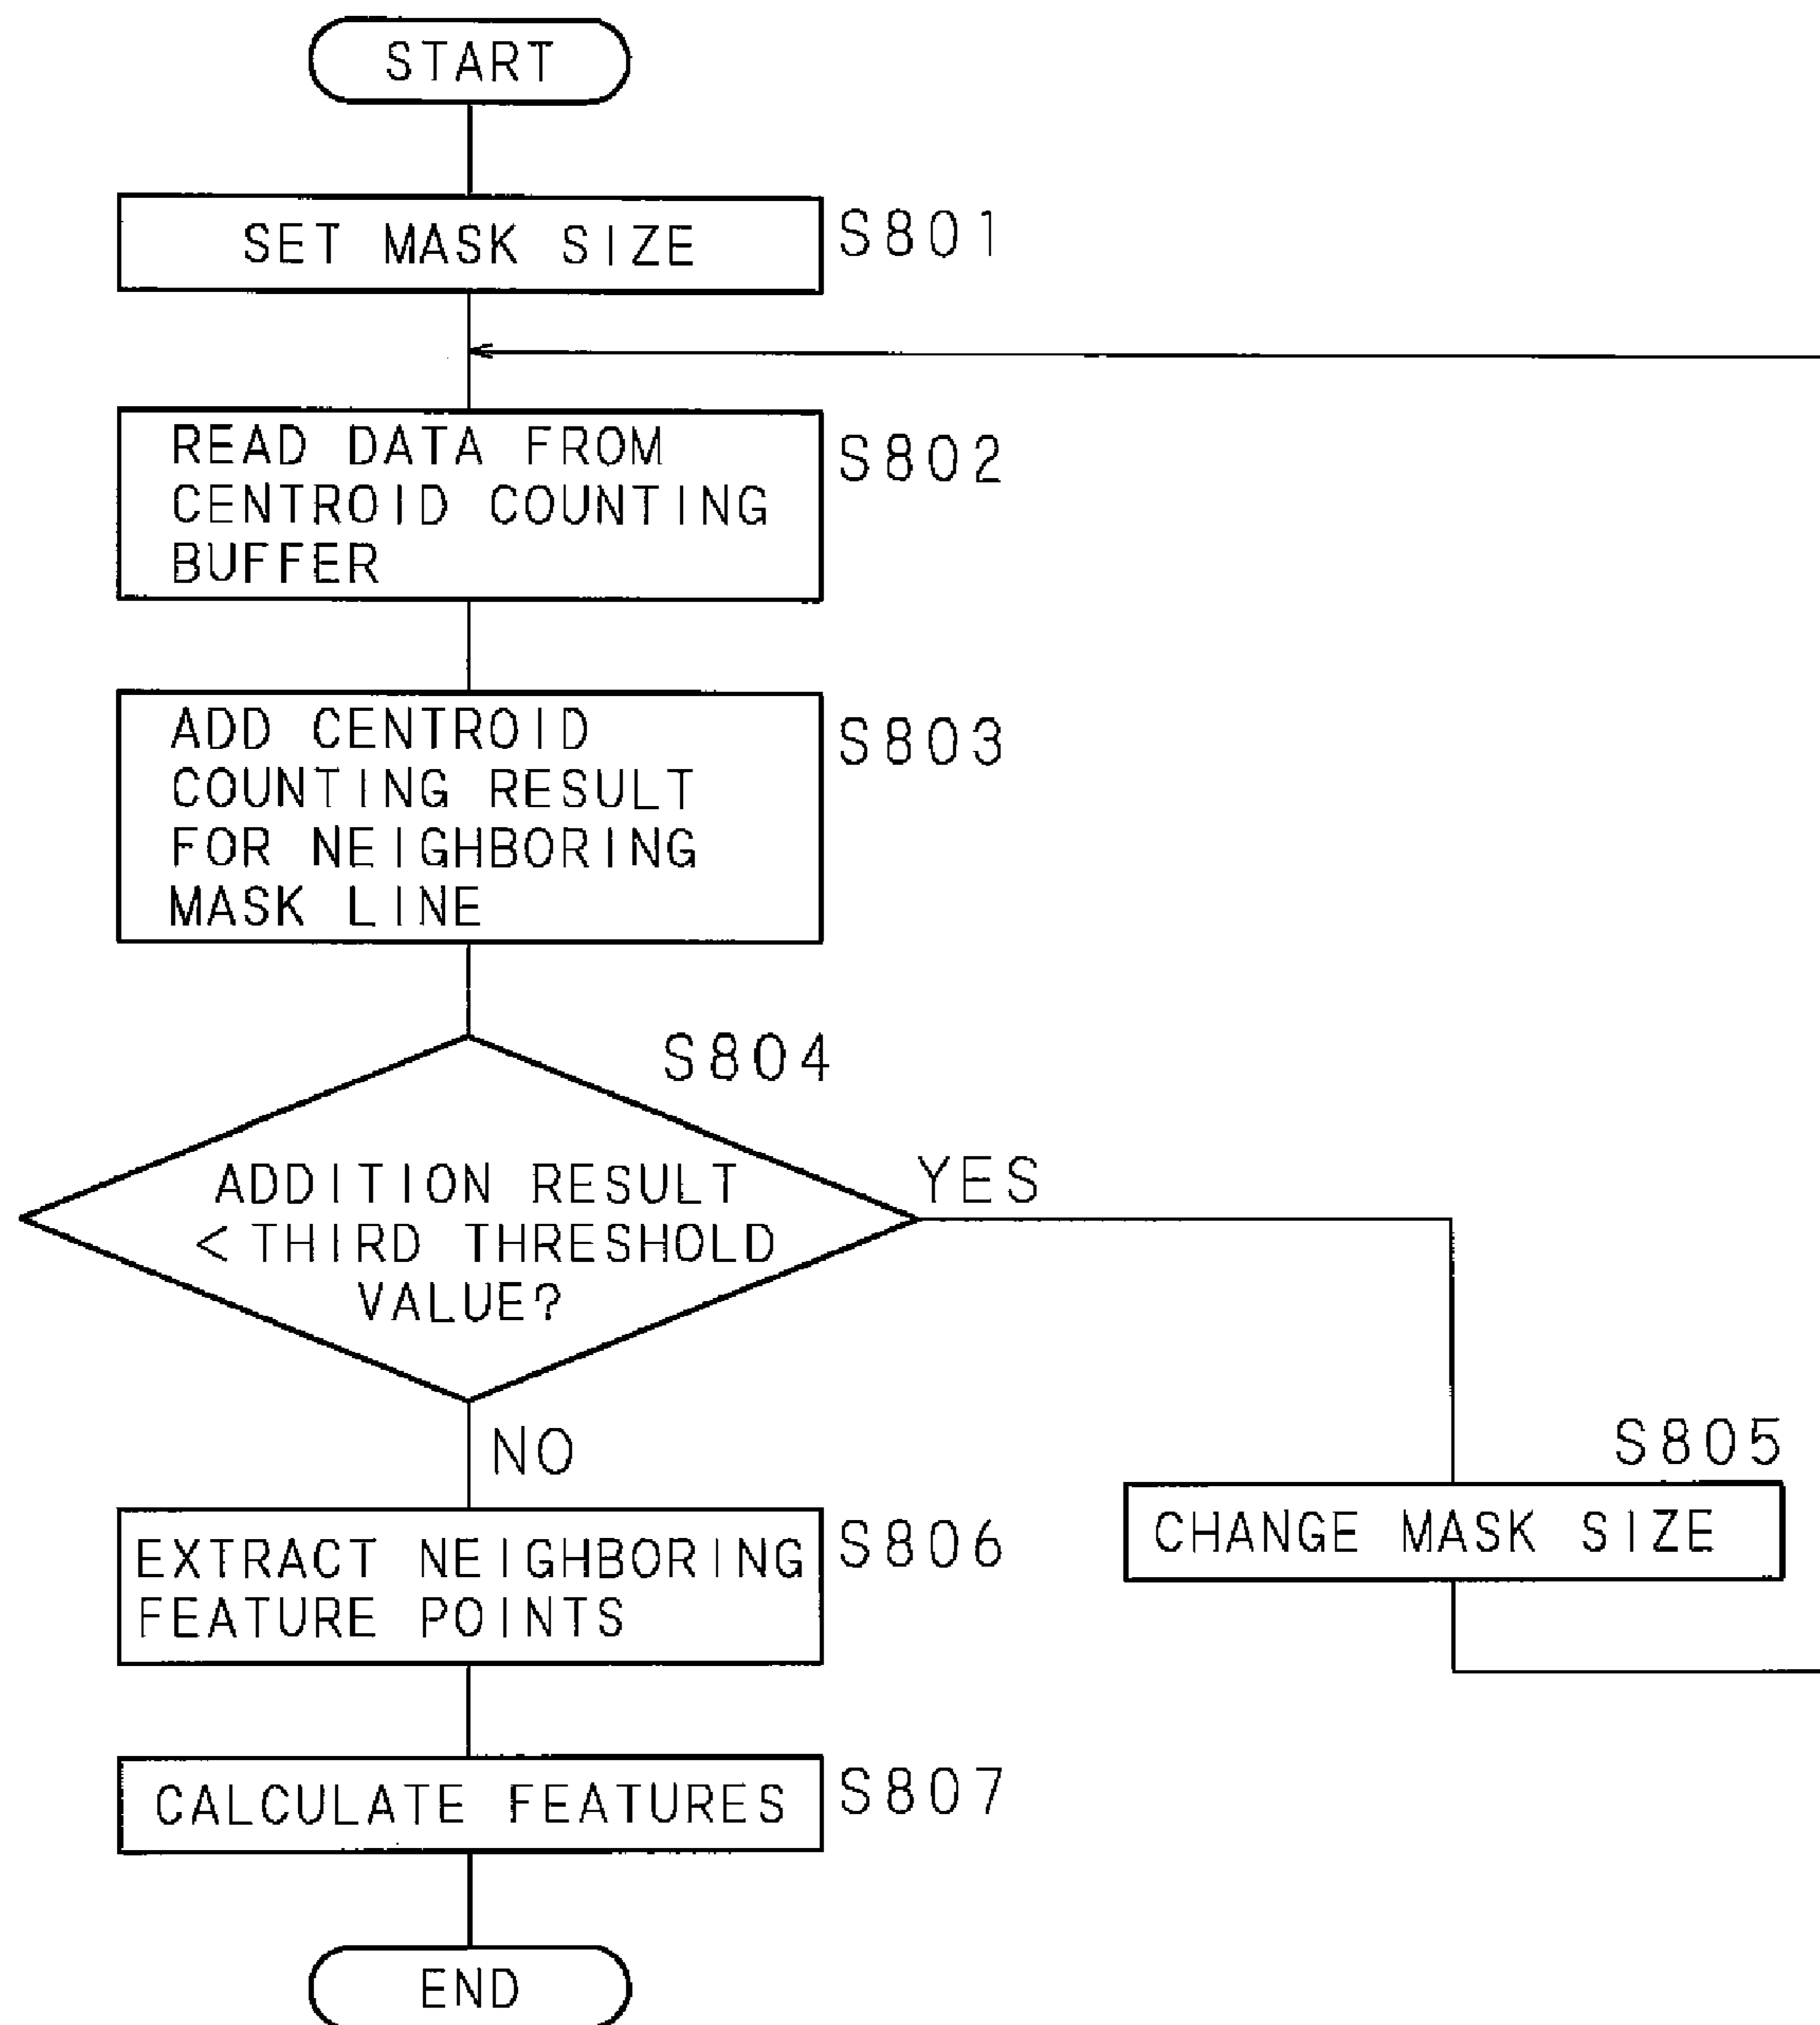 START
SET MASK SIZE
S801
READ DATA FROM
CENTROID COUNTING
BUFFER
S802
ADD CENTROID
COUNTING RESULT
FOR NEIGHBORING
MASK LINE
S803
S804
ADDITION RESULT
< THIRD THRESHOLD
VALUE?
YES
NO
S805
CHANGE MASK SIZE
EXTRACT NEIGHBORING
FEATURE POINTS
S806
CALCULATE FEATURES
S807
END